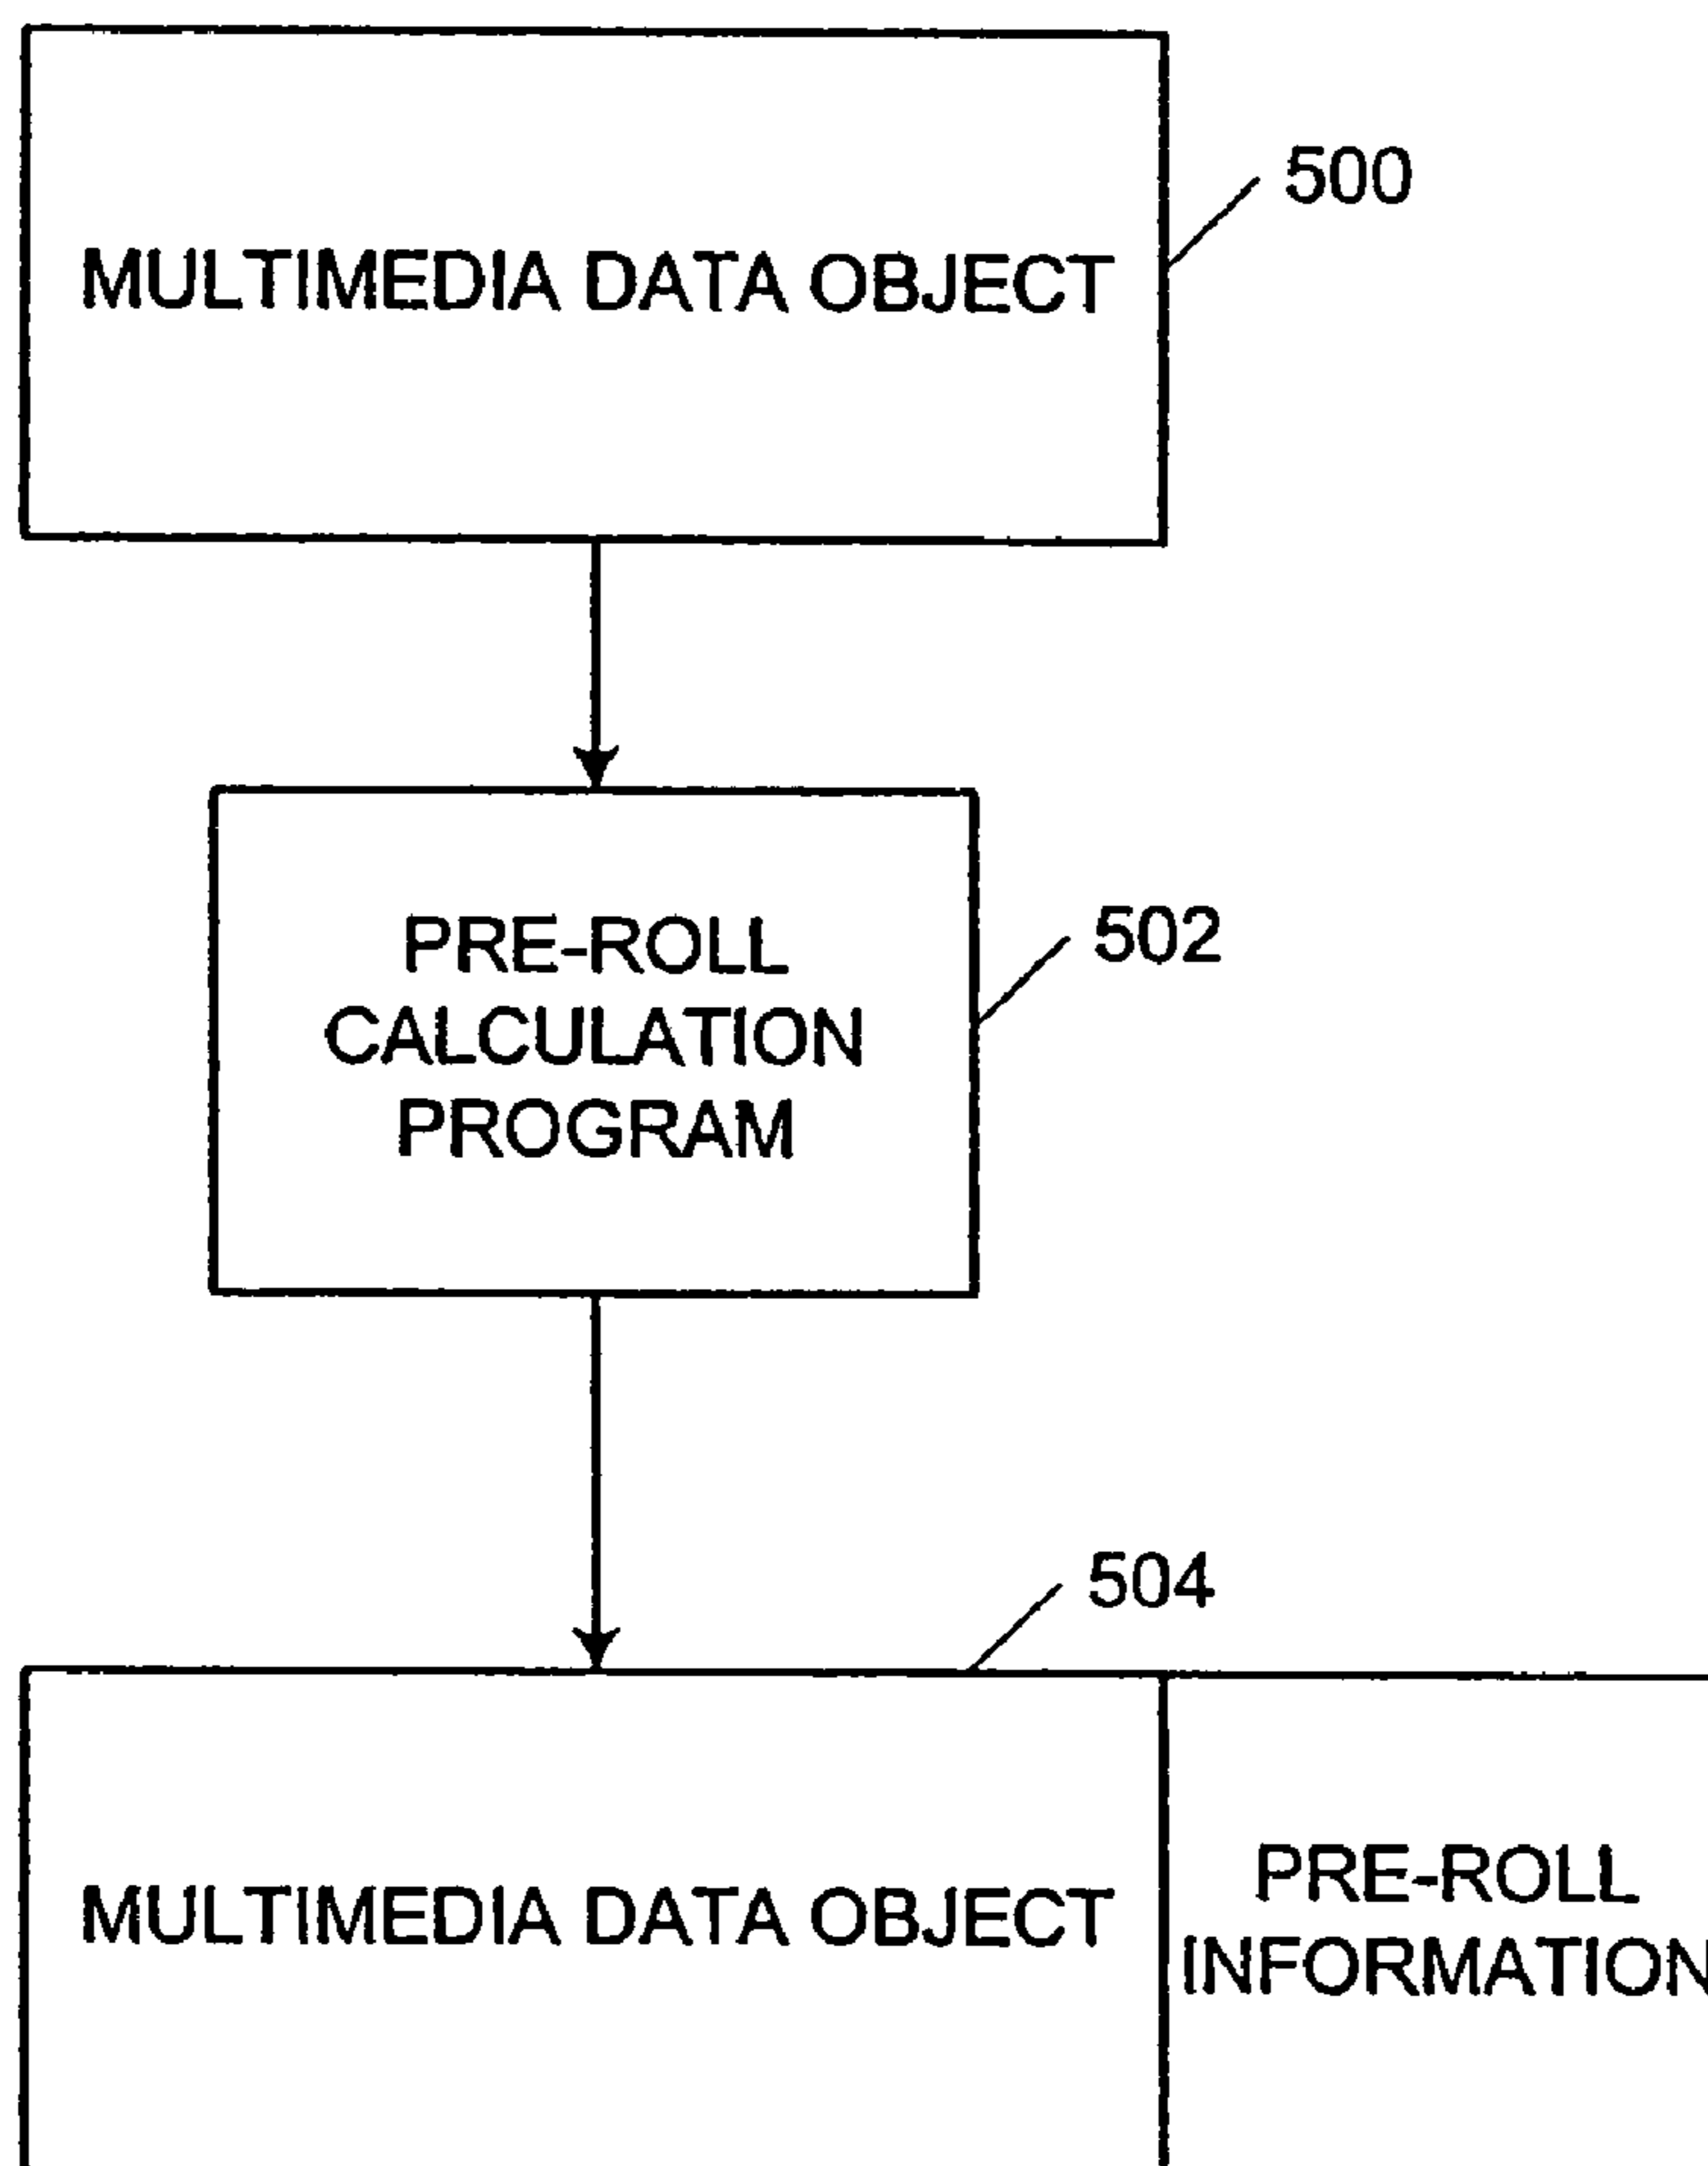 MULTIMEDIA DATA OBJECT
500
PRE-ROLL
CALCULATION
PROGRAM
502
504
MULTIMEDIA DATA OBJECT
PRE-ROLL
INFORMATION